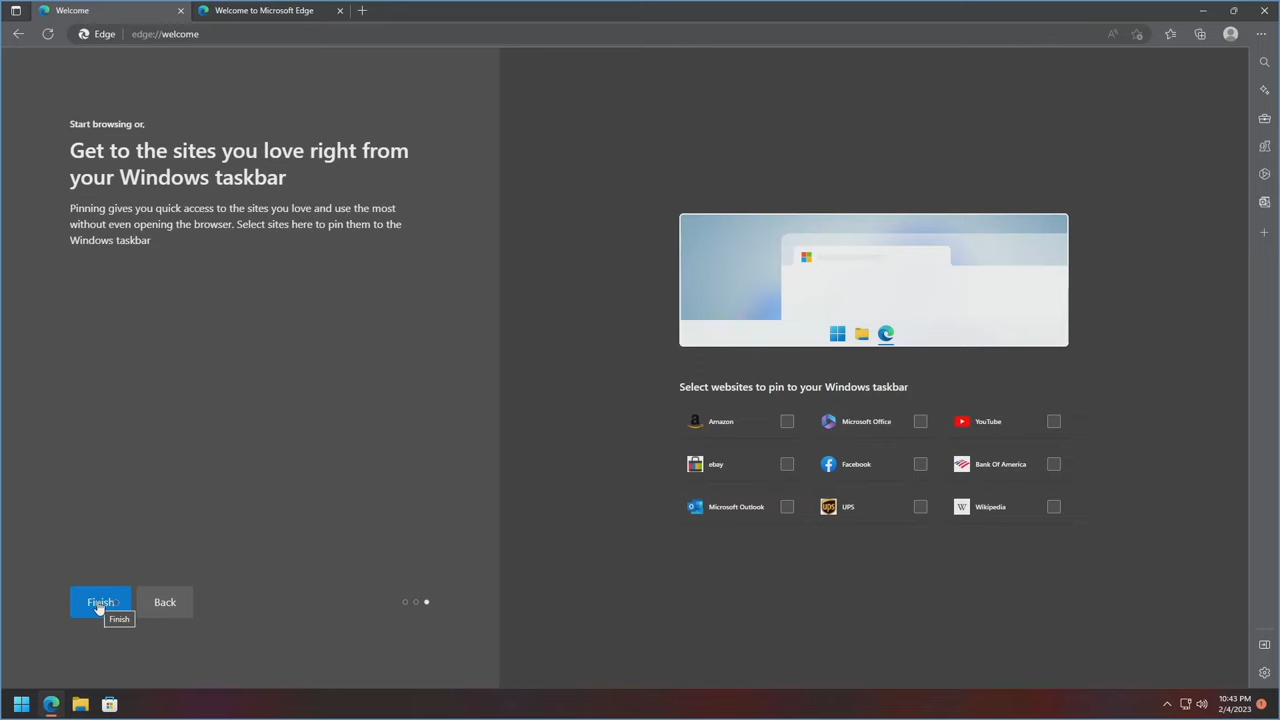 Welcome
Welcome to Microsoft Edge
Edge
edge://welcome
Start browsing or,
Get to the sites you love right from
your Windows taskbar
Pinning gives you quick access to the sites you love and use the most
without even opening the browser. Select sites here to pin them to the
Windows taskbar
Select websites to pin to your Windows taskbar
Amazon
Microsoft Office
YouTube
ebay
Facebook
Bank Of America
Microsoft Outlook
UPS
Wikipedia
Finish
Back
Finish
10:43 PM
2/4/2023